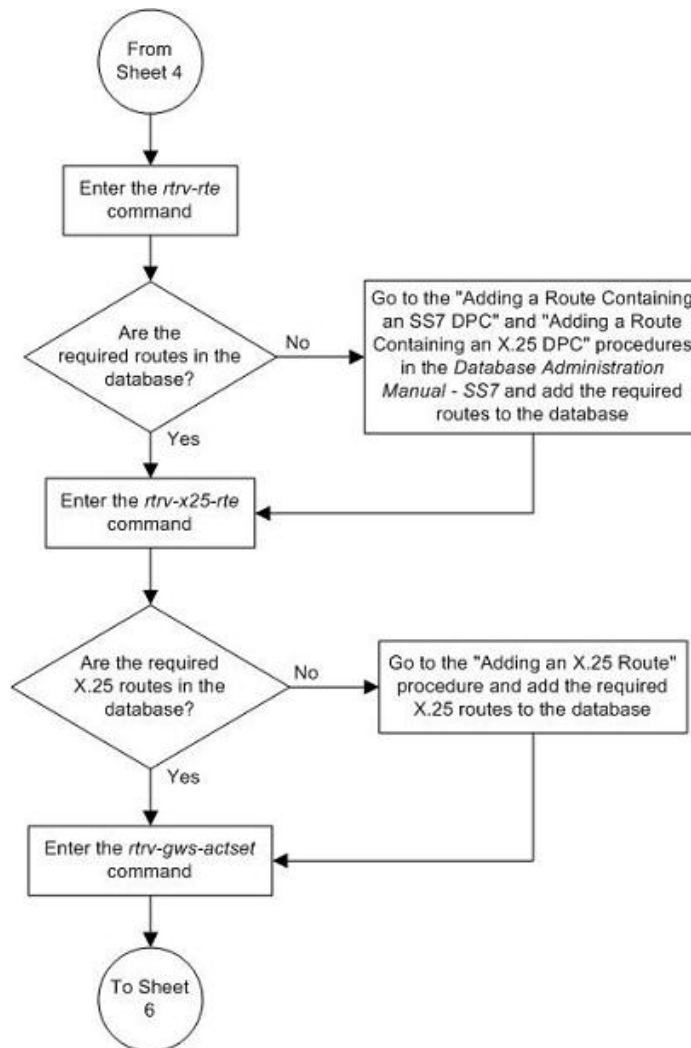 From
Sheet 4
Enter the rtrv-rte
command
Are the
required routes in the
database?
No
Go to the "Adding a Route Containing
an SS7 DPC" and "Adding a Route
Containing an X.25 DPC" procedures
in the Database Administration
Manual - SS7 and add the required
routes to the database
Yes
Enter the rtrv-x25-rte
command
Are the required
X.25 routes in the
database?
No
Go to the "Adding an X.25 Route"
procedure and add the required
X.25 routes to the database
Yes
Enter the rtrv-gws-actset
command
To Sheet
6